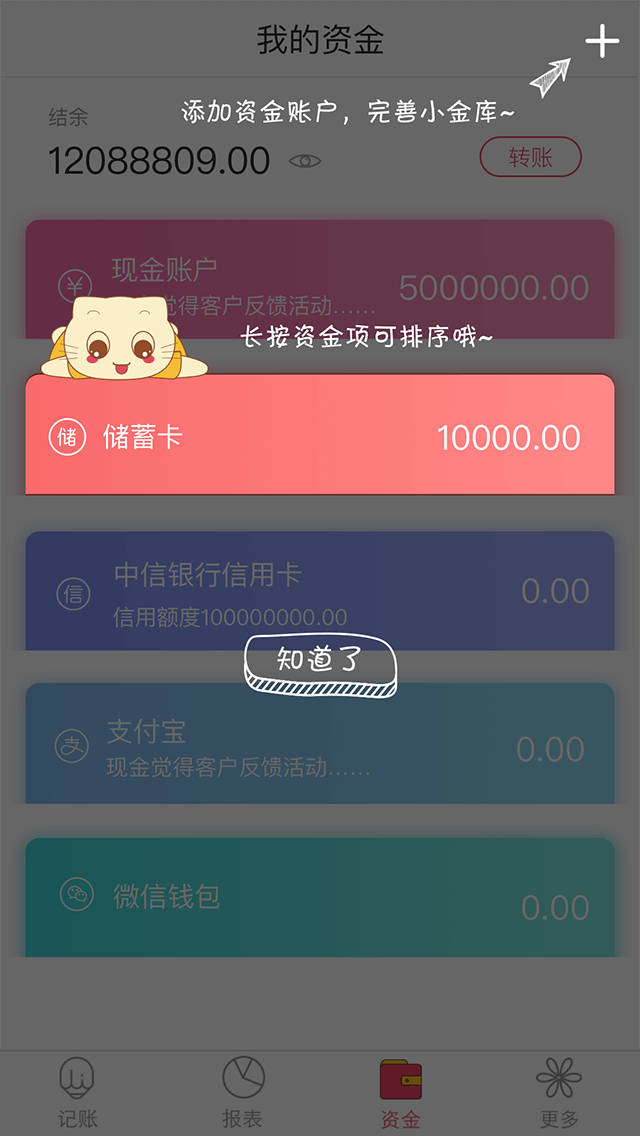 我的资金
添加资金账户，完善小金库~
结余
12088809.00
转账
¥
现金账户
觉得客户反馈活动......
5000000.00
长按资金项可排序哦~
储
储蓄卡
10000.00
信
中信银行信用卡
信用额度100000000.00
0.00
知道了
支
支付宝
现金觉得客户反馈活动......
0.00
微信钱包
0.00
记账
报表
资金
更多